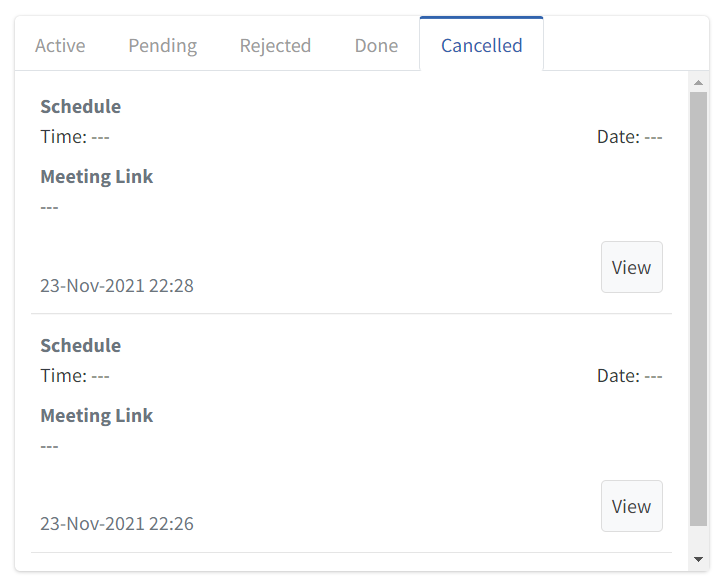 Active Pending Rejected Done Cancelled
Schedule
Time: --- Date: ---
Meeting Link
---
23-Nov-2021 22:28 View
Schedule
Time: --- Date: ---
Meeting Link
---
23-Nov-2021 22:26 View